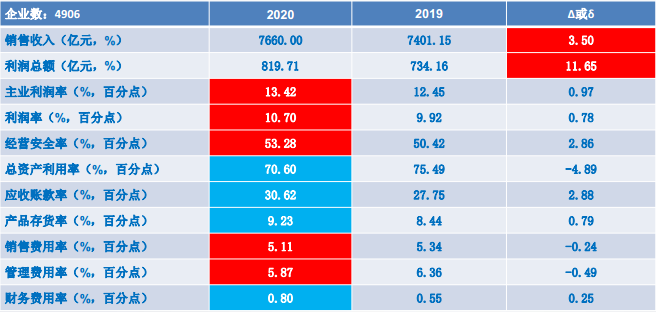 企业数：4906 2020 2019 Δ或δ
销售收入（亿元，%） 7660.00 7401.15 3.50
利润总额（亿元，%） 819.71 734.16 11.65
主业利润率（%，百分点） 13.42 12.45 0.97
利润率（%，百分点） 10.70 9.92 0.78
经营安全率（%，百分点） 53.28 50.42 2.86
总资产利用率（%，百分点） 70.60 75.49 -4.89
应收账款率（%，百分点） 30.62 27.75 2.88
产品存货率（%，百分点） 9.23 8.44 0.79
销售费用率（%，百分点） 5.11 5.34 -0.24
管理费用率（%，百分点） 5.87 6.36 -0.49
财务费用率（%，百分点） 0.80 0.55 0.25